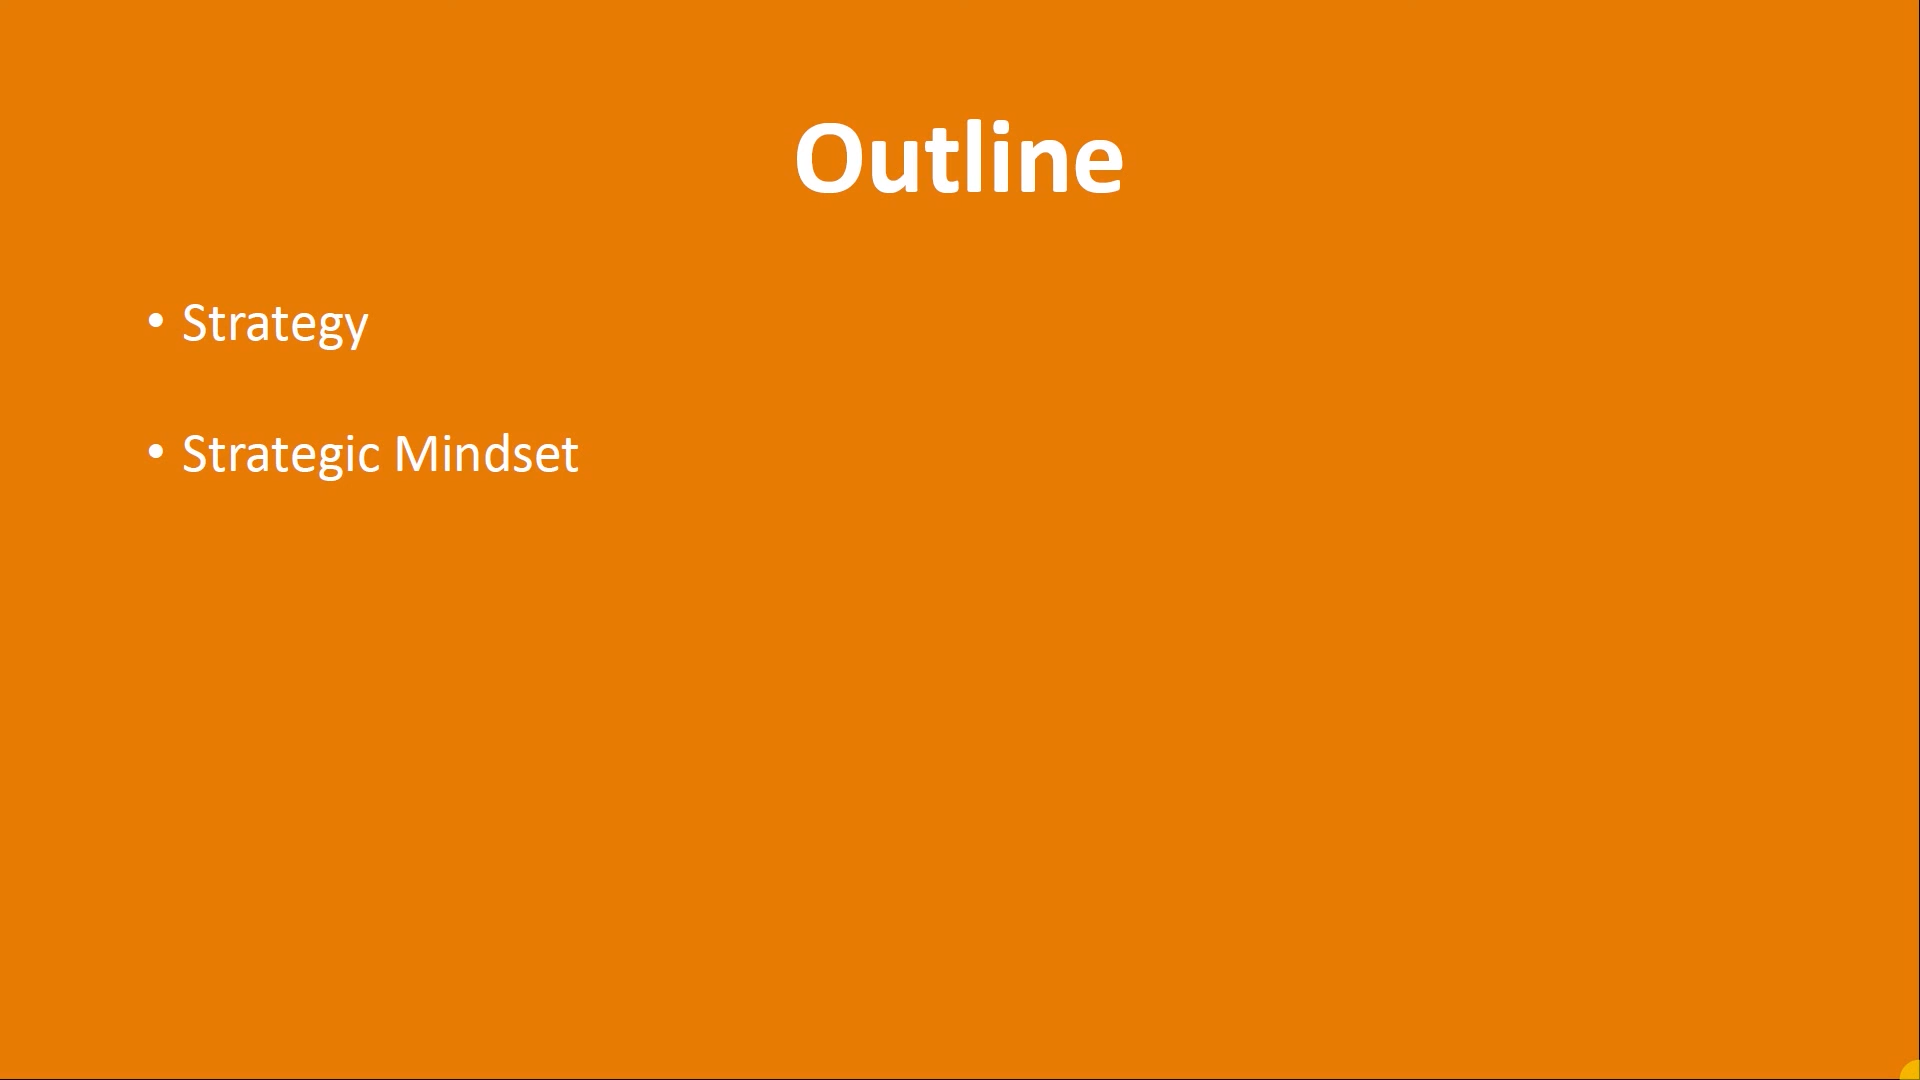 Outline
• Strategy
• Strategic Mindset